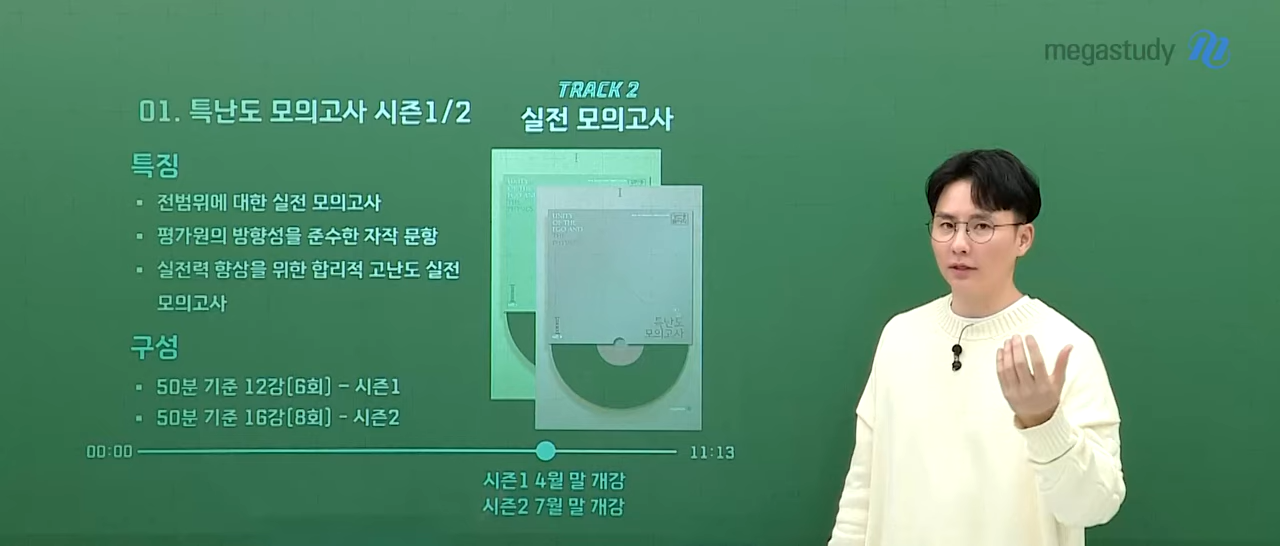 megastudy
TRACK 2
01. 특난도 모의고사 시즌1/2
실전 모의고사
특징
▪ 전범위에 대한 실전 모의고사
▪ 평가원의 방향성을 준수한 자작 문항
▪ 실전력 향상을 위한 합리적 고난도 실전
모의고사
구성
▪ 50분 기준 12강(6회) - 시즌1
▪ 50분 기준 16강(8회) - 시즌2
UNITY
OF THE
EGO AND
특난도
모의고사
00:00
11:13
시즌1 4월 말 개강
시즌2 7월 말 개강